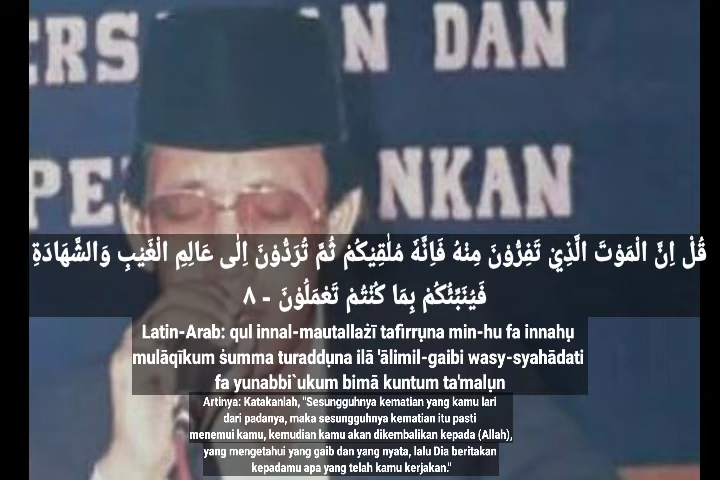 ERS AN DAN
PE NKAN
قُلْ اِنَّ الْمَوْتَ الَّذِيْ تَفِرُّوْنَ مِنْهُ فَاِنَّهٗ مُلٰقِيْكُمْ ثُمَّ تُرَدُّوْنَ اِلٰى عَالِمِ الْغَيْبِ وَالشَّهَادَةِ
فَيُنَبِّئُكُمْ بِمَا كُنْتُمْ تَعْمَلُوْنَ - ٨
Latin-Arab: qul innal-mautallażī tafirrụna min-hu fa innahụ
mulāqīkum ṡumma turaddụna ilā 'ālimil-gaibi wasy-syahādati
fa yunabbi`ukum bimā kuntum ta'malụn
Artinya: Katakanlah, "Sesungguhnya kematian yang kamu lari
dari padanya, maka sesungguhnya kematian itu pasti
menemui kamu, kemudian kamu akan dikembalikan kepada (Allah),
yang mengetahui yang gaib dan yang nyata, lalu Dia beritakan
kepadamu apa yang telah kamu kerjakan."